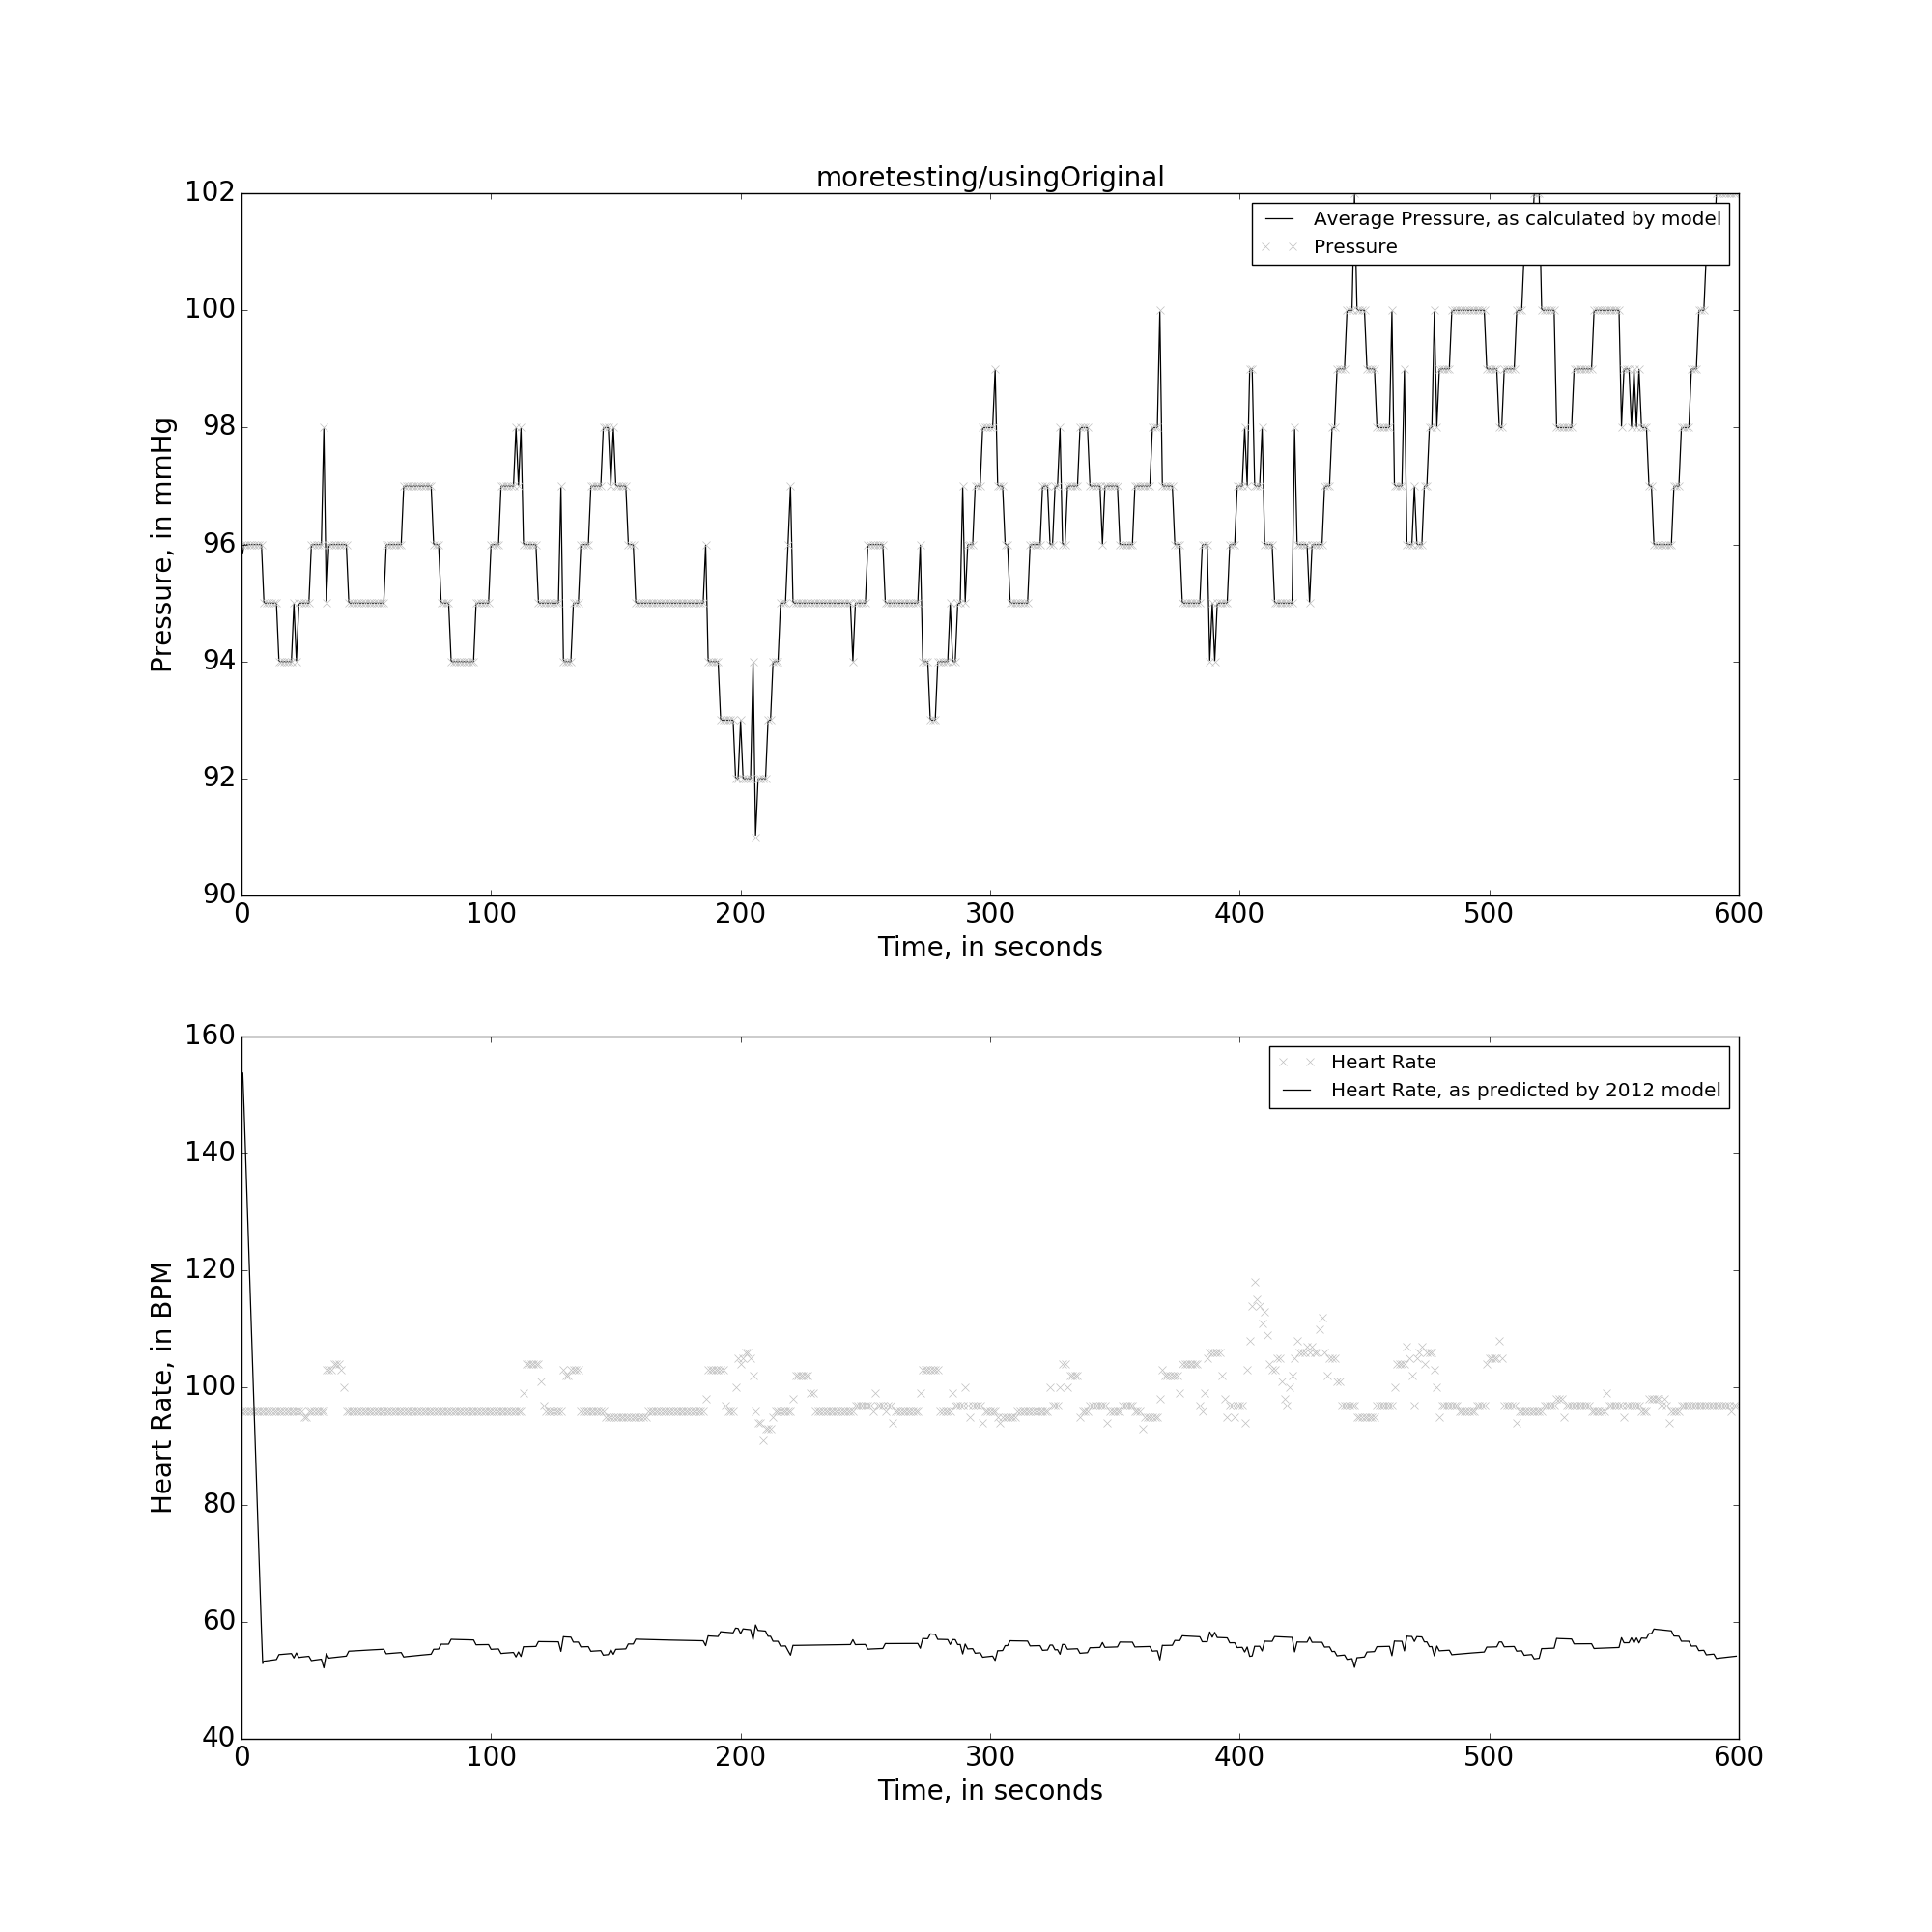 moretesting/usingOriginal
102
100
98
96
94
92
90
Pressure, in mmHg
Average Pressure, as calculated by model
Pressure
0 100 200 300 400 500 600
Time, in seconds
160
140
120
100
80
60
40
Heart Rate, in BPM
Heart Rate
Heart Rate, as predicted by 2012 model
0 100 200 300 400 500 600
Time, in seconds